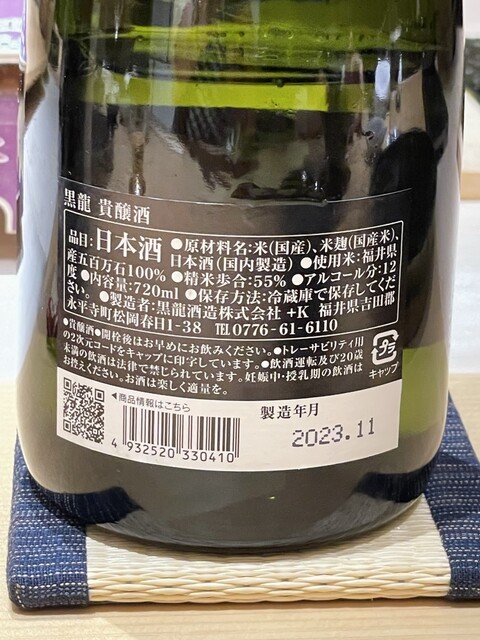 黒龍 貴醸酒
品目:日本酒 ●原材料名:米(国産)、米麹(国産米)、
日本酒(国内製造) ●使用米:福井県
産五百万石100% ●精米歩合:55% ●アルコール分:12
度 ●内容量:720ml ●保存方法:冷蔵庫で保存してくだ
さい。 ●製造者:黒龍酒造株式会社 +K 福井県吉田郡
永平寺町松岡春日1-38 TEL0776-61-6110
●貴醸酒●開栓後はお早めにお飲みください。●トレーサビリティ用
の2次元コードをキャップに印字しています。●飲酒運転及び20歳
未満の飲酒は法律で禁じられています。妊娠中・授乳期の飲酒は
お控えください。お酒は楽しく適量を。
プラ
キャップ
◀商品情報はこちら
4 932520 330410
製造年月
2023.11